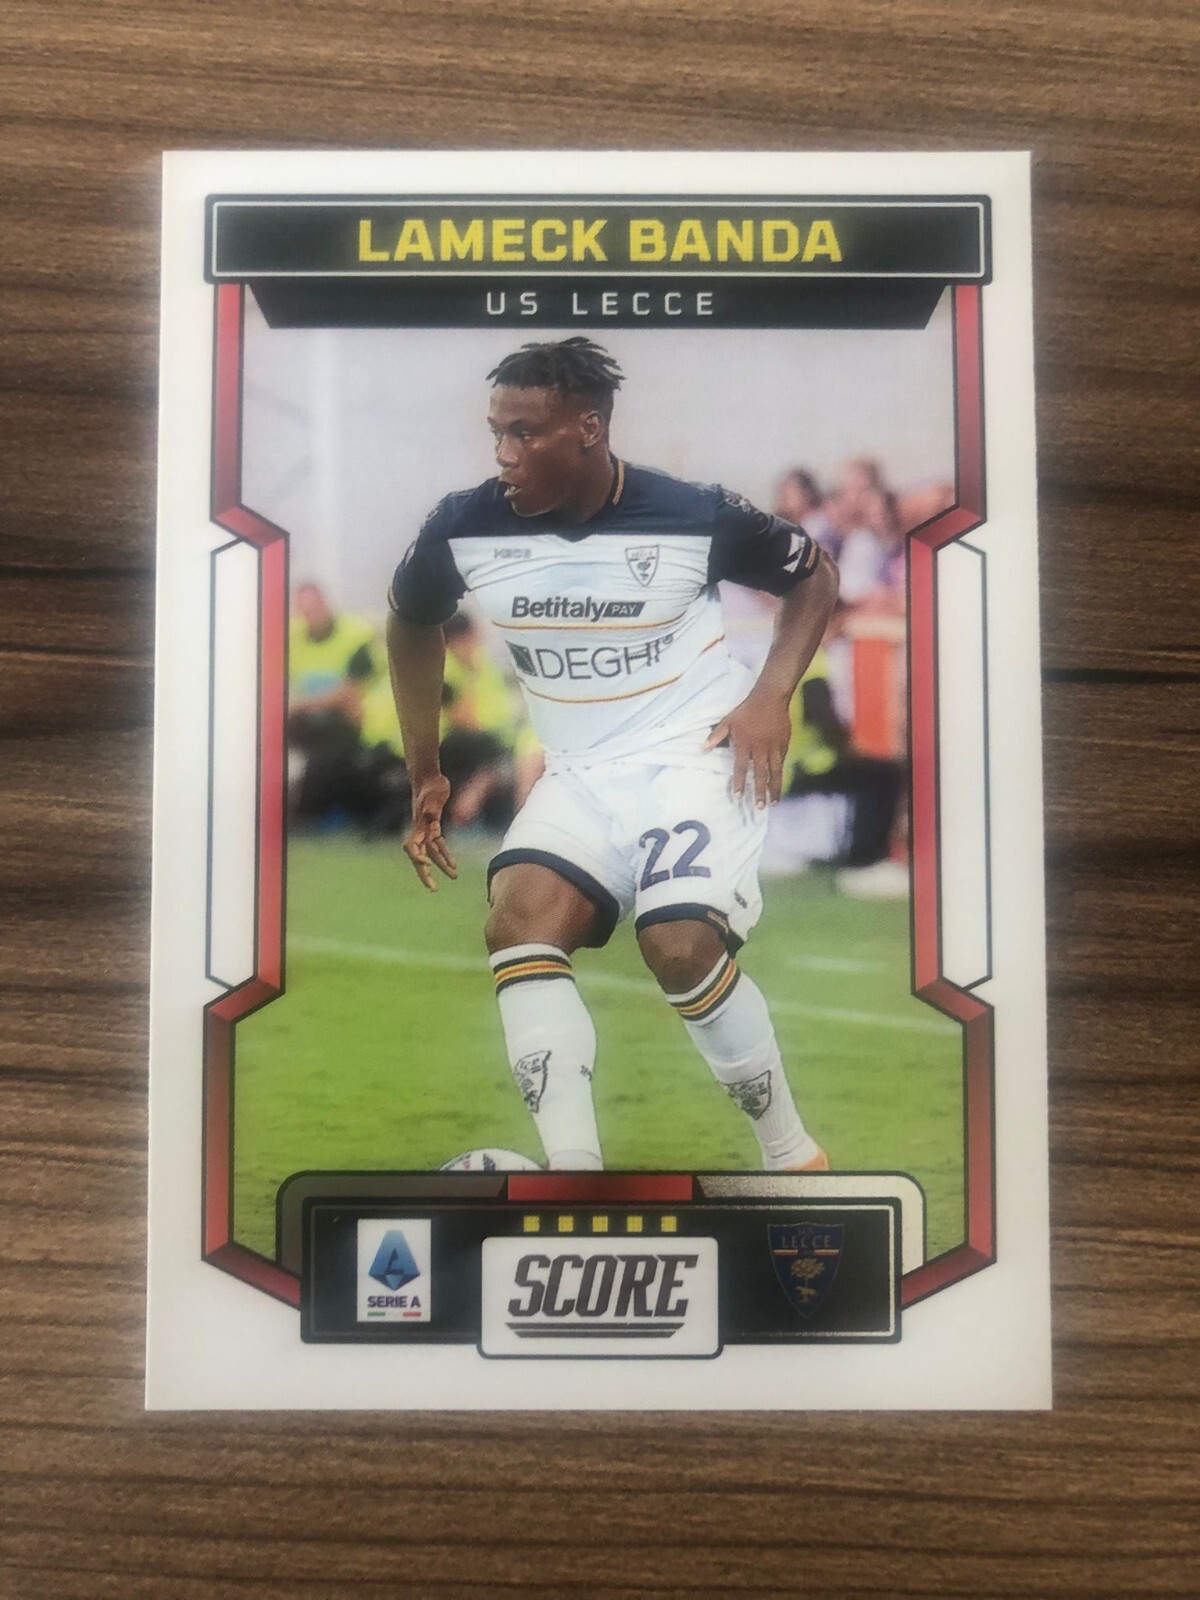 LAMECK BANDA
US LECCE
Betitaly PAY
DEGHI
22
SERIE A
SCORE
U.S.
LECCE